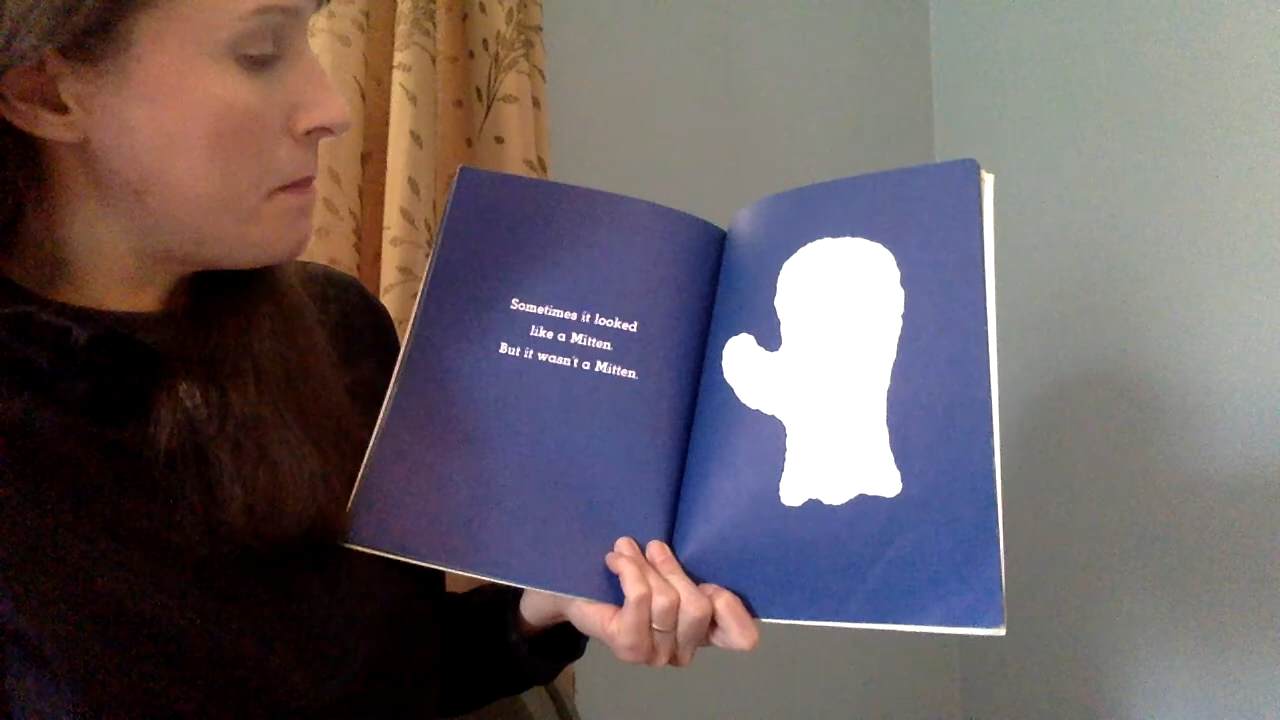 Sometimes it looked
like a Mitten.
But it wasn't a Mitten.